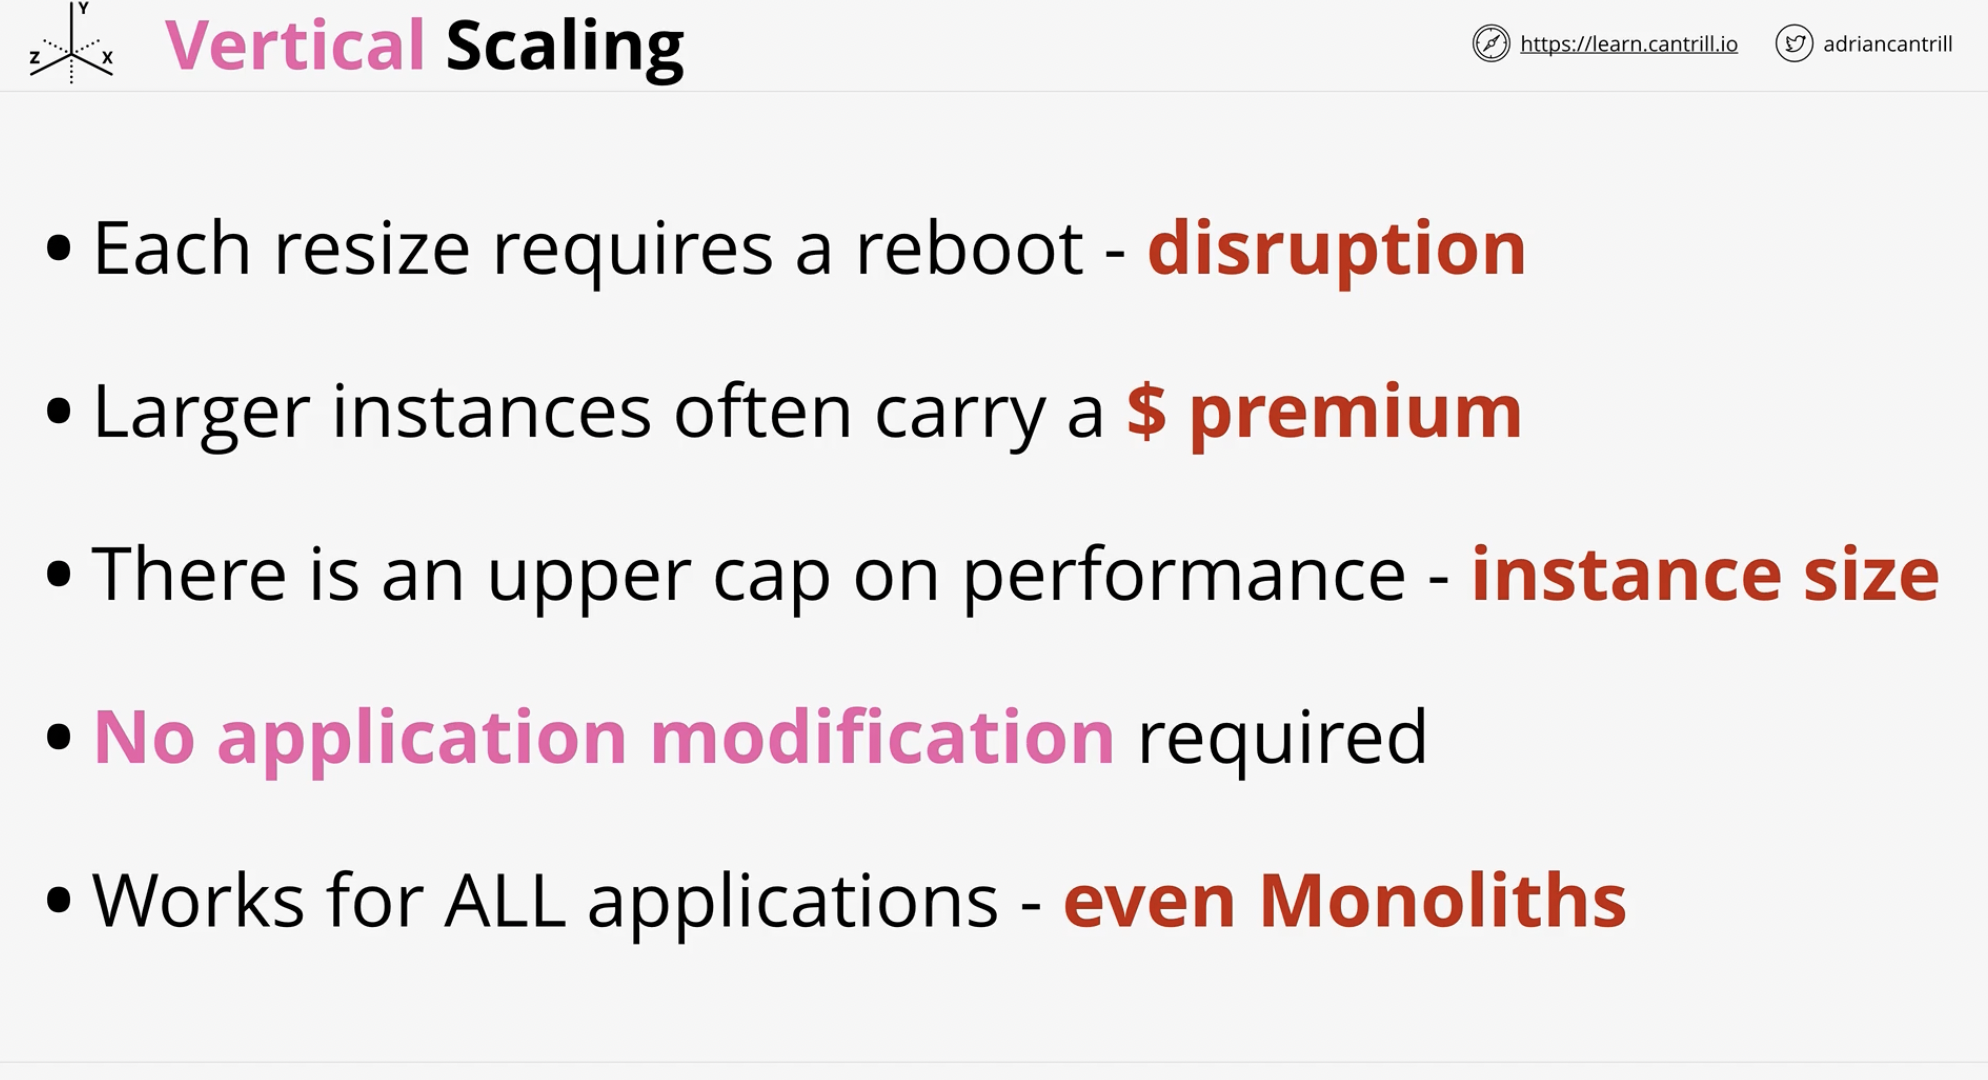 Y
Z
X
Vertical Scaling
https://learn.cantrill.io
adriancantrill
• Each resize requires a reboot - disruption
• Larger instances often carry a $ premium
• There is an upper cap on performance - instance size
• No application modification required
• Works for ALL applications - even Monoliths